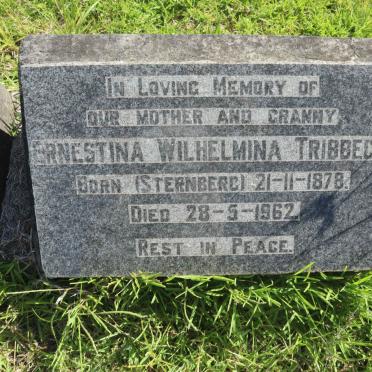 IN LOVING MEMORY OF
OUR MOTHER AND GRANNY,
ERNESTINA WILHELMINA TRIBBEC
BORN (STERNBERG) 21-11-1878.
DIED 28-5-1962.
REST IN PEACE.